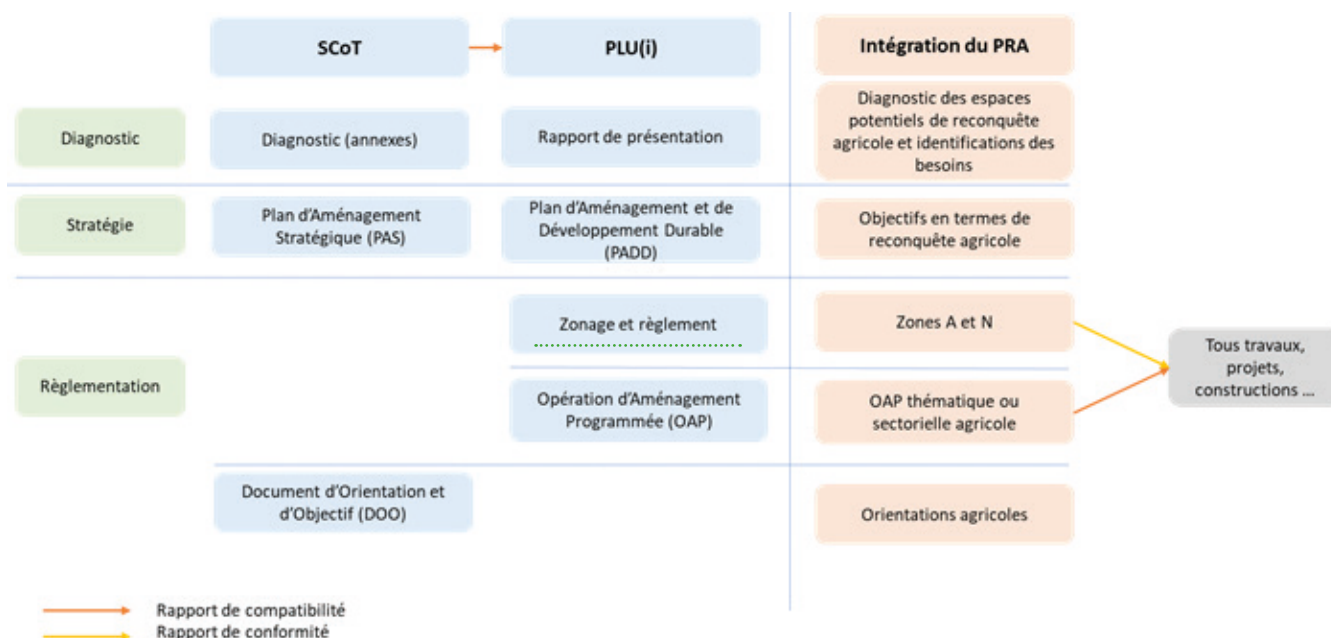 SCoT
PLU(i)
Intégration du PRA
Diagnostic
Diagnostic (annexes)
Rapport de présentation
Diagnostic des espaces
potentiels de reconquête
agricole et identifications des
besoins
Stratégie
Plan d'Aménagement
Stratégique (PAS)
Plan d'Aménagement et de
Développement Durable
(PADD)
Objectifs en termes de
reconquête agricole
Règlementation
Zonage et règlement
Zones A et N
Tous travaux,
projets,
constructions ...
Opération d'Aménagement
Programmée (OAP)
OAP thématique ou
sectorielle agricole
Document d'Orientation et
d'Objectif (DOO)
Orientations agricoles
Rapport de compatibilité
Rapport de conformité